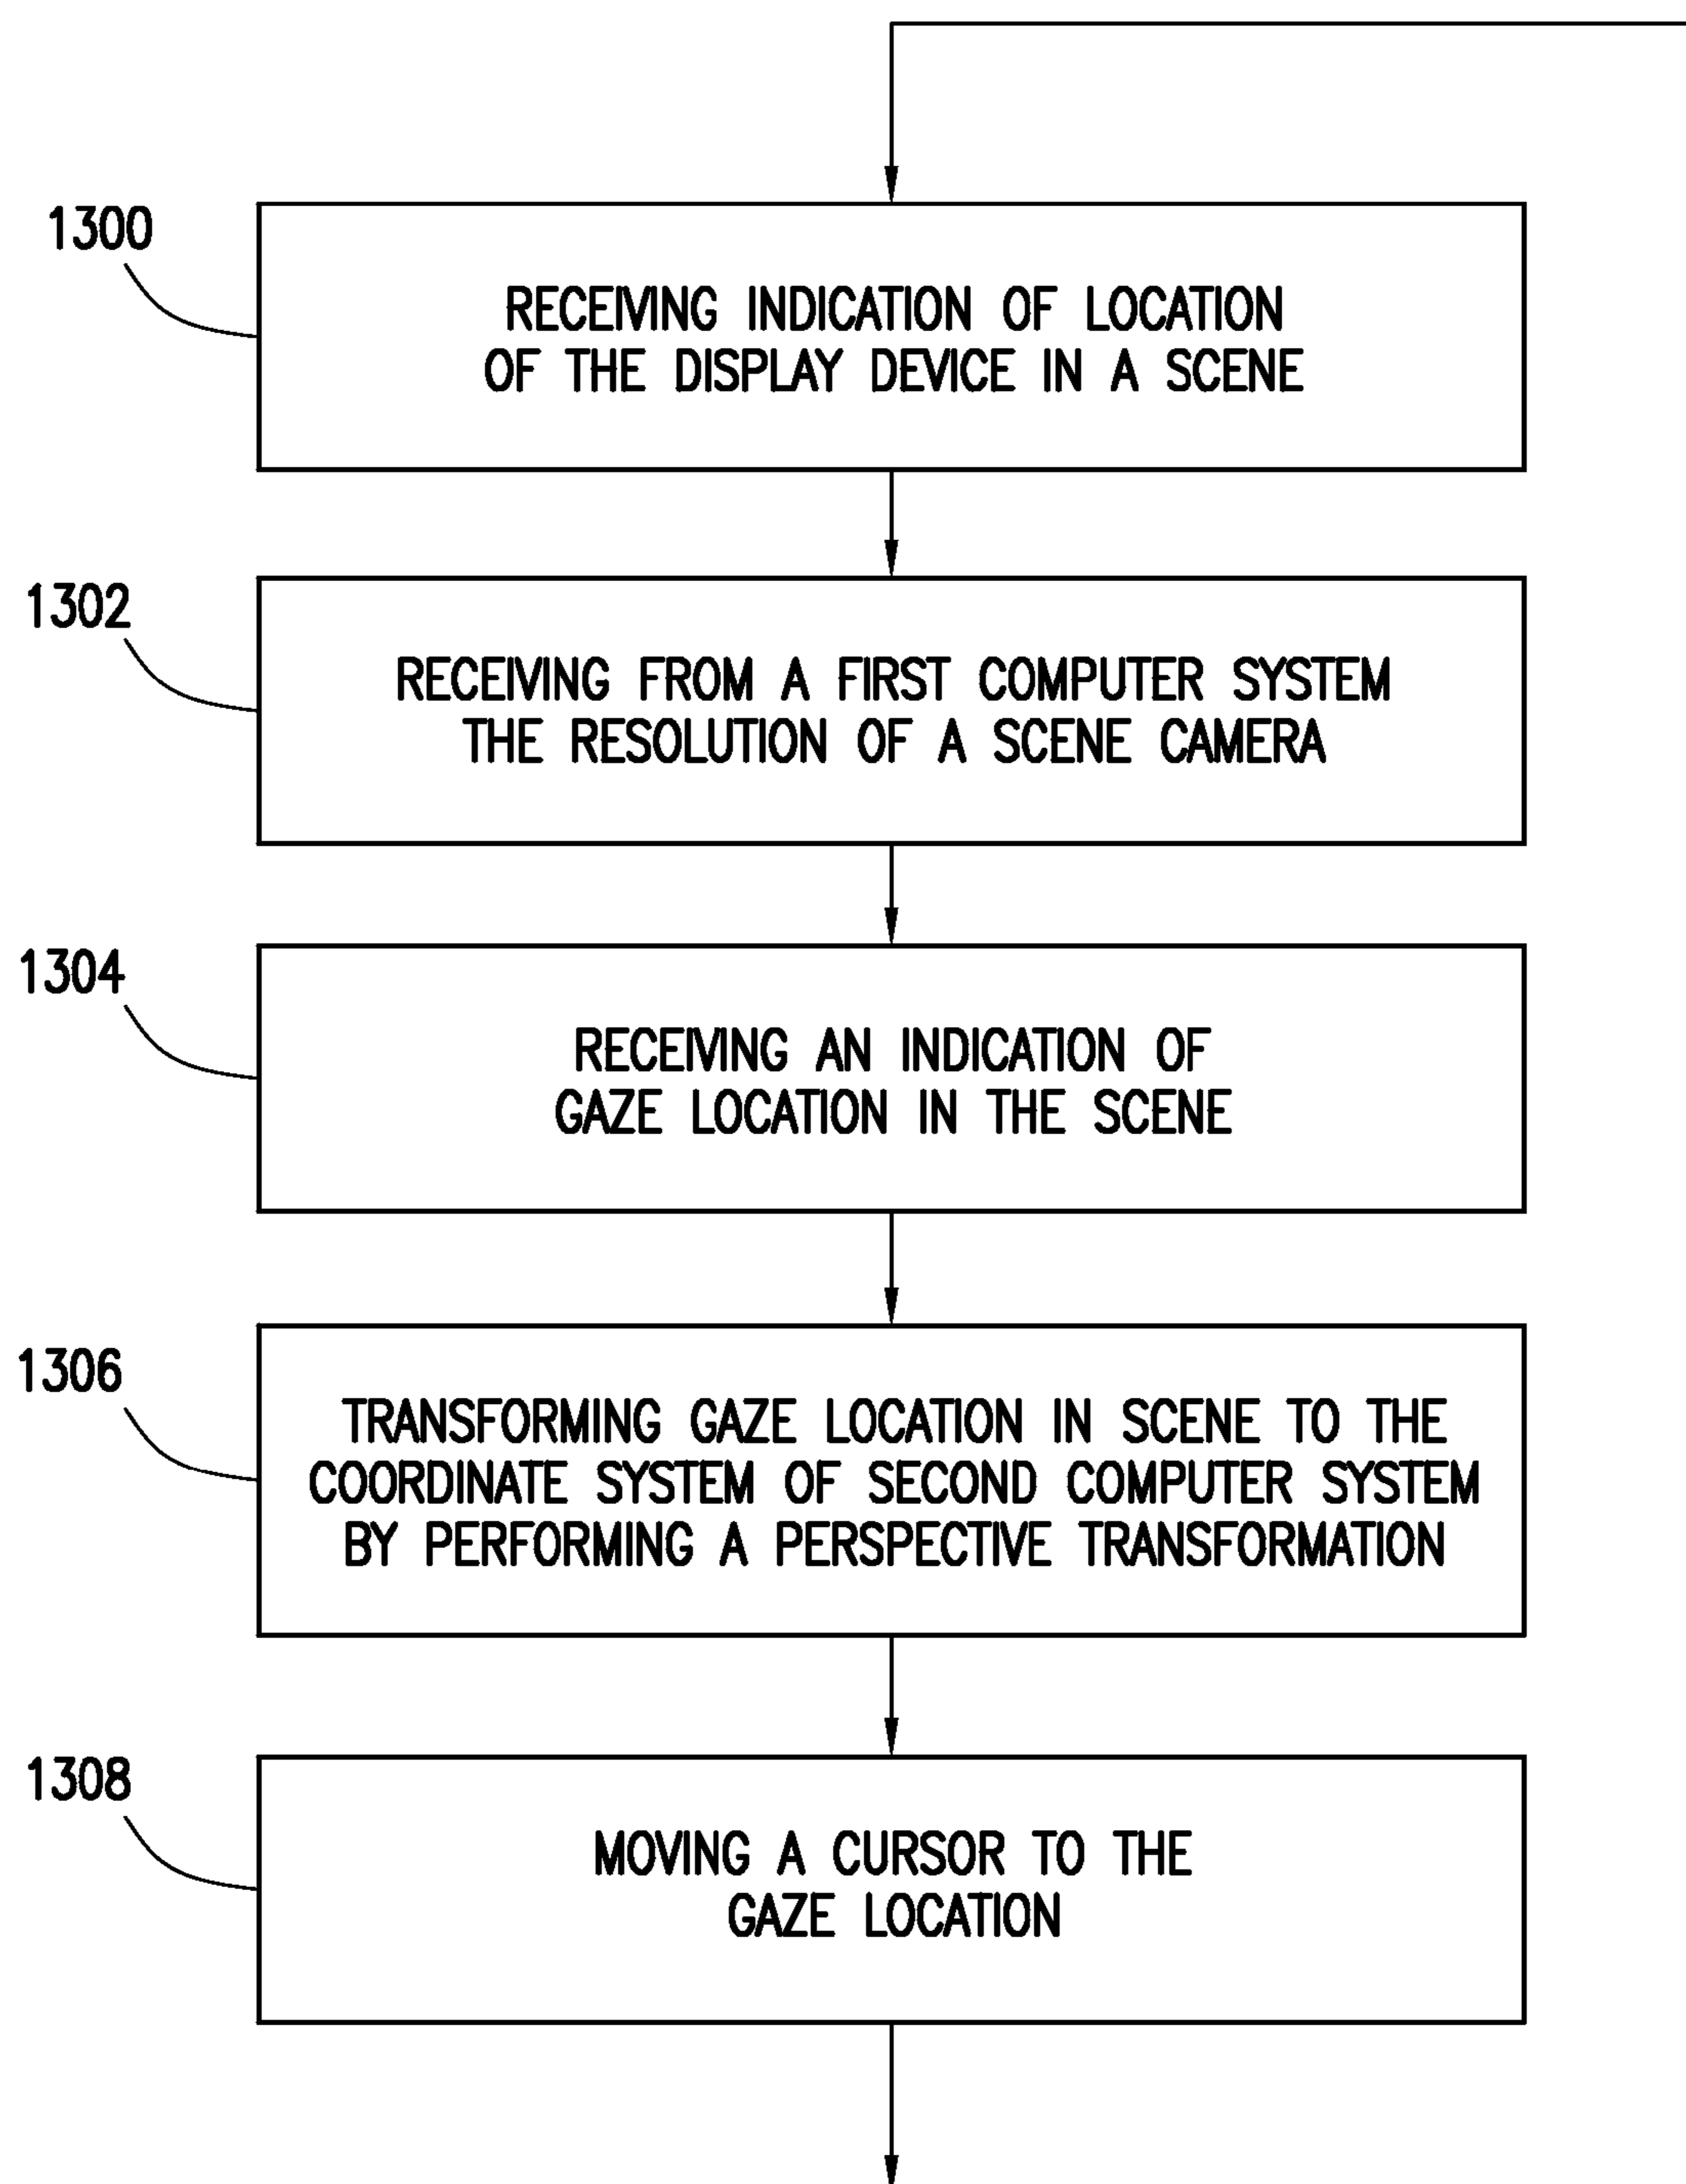 1300
RECEIVING INDICATION OF LOCATION
OF THE DISPLAY DEVICE IN A SCENE
1302
RECEIVING FROM A FIRST COMPUTER SYSTEM
THE RESOLUTION OF A SCENE CAMERA
1304
RECEIVING AN INDICATION OF
GAZE LOCATION IN THE SCENE
1306
TRANSFORMING GAZE LOCATION IN SCENE TO THE
COORDINATE SYSTEM OF SECOND COMPUTER SYSTEM
BY PERFORMING A PERSPECTIVE TRANSFORMATION
1308
MOVING A CURSOR TO THE
GAZE LOCATION